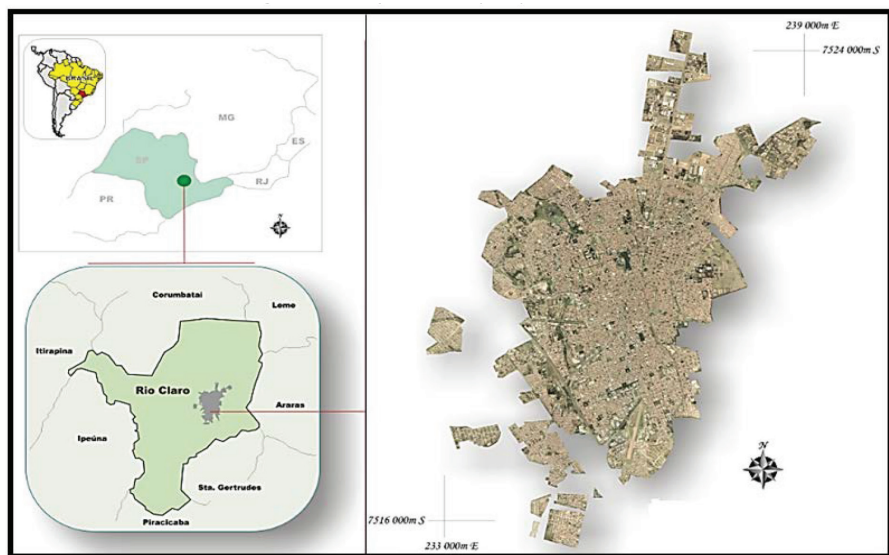 BRASIL
MG
ES
SP
RJ
PR
Corumbataí
Leme
Itirapina
Rio Claro
Araras
Ipeúna
Sta. Gertrudes
Piracicaba
239 000m E
7524 000m S
N
7516 000m S
233 000m E